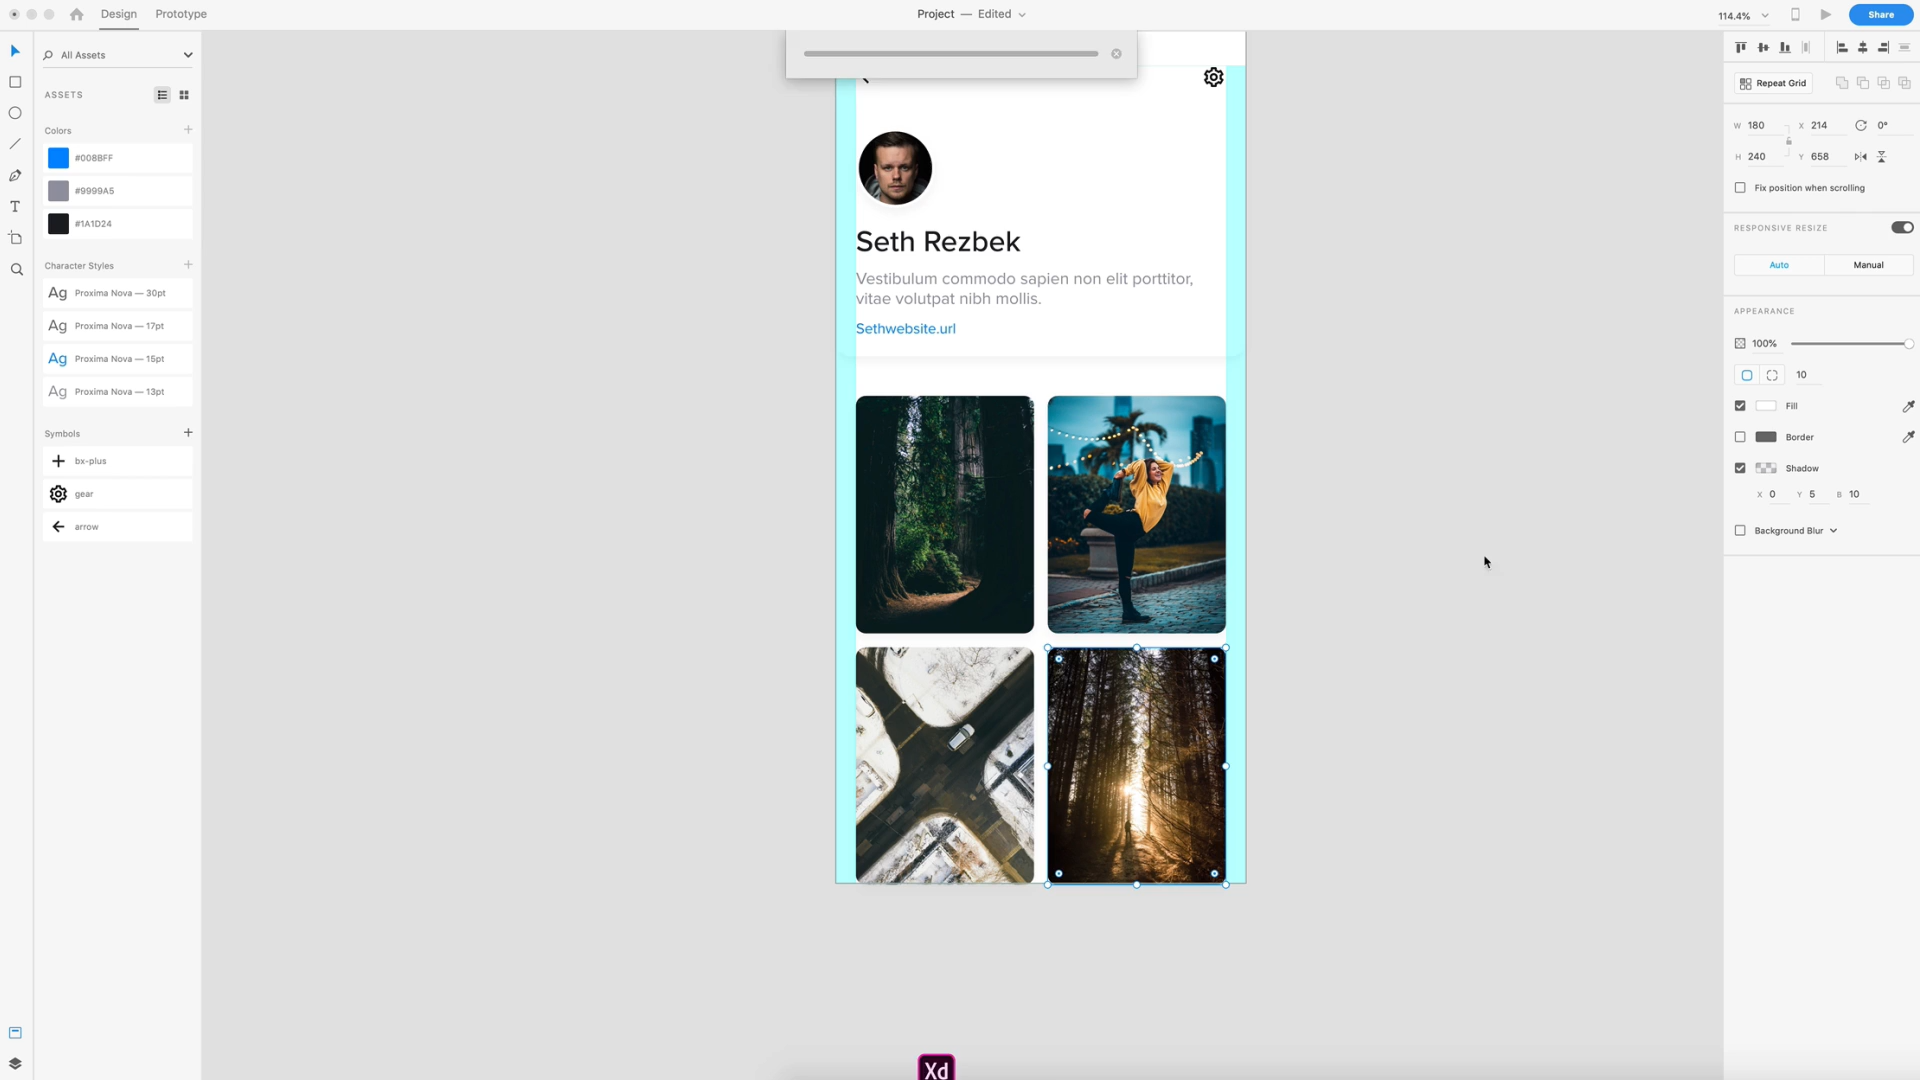 Design
Prototype
Project — Edited
114.4%
Share
All Assets
ASSETS
Colors
#008BFF
#9999A5
#1A1D24
Character Styles
Ag Proxima Nova — 30pt
Ag Proxima Nova — 17pt
Ag Proxima Nova — 15pt
Ag Proxima Nova — 13pt
Symbols
bx-plus
gear
arrow
Seth Rezbek
Vestibulum commodo sapien non elit porttitor,
vitae volutpat nibh mollis.
Sethwebsite.url
Repeat Grid
W 180 X 214 0°
H 240 Y 658
Fix position when scrolling
RESPONSIVE RESIZE
Auto Manual
APPEARANCE
100%
10
Fill
Border
Shadow
X 0 Y 5 B 10
Background Blur
Xd